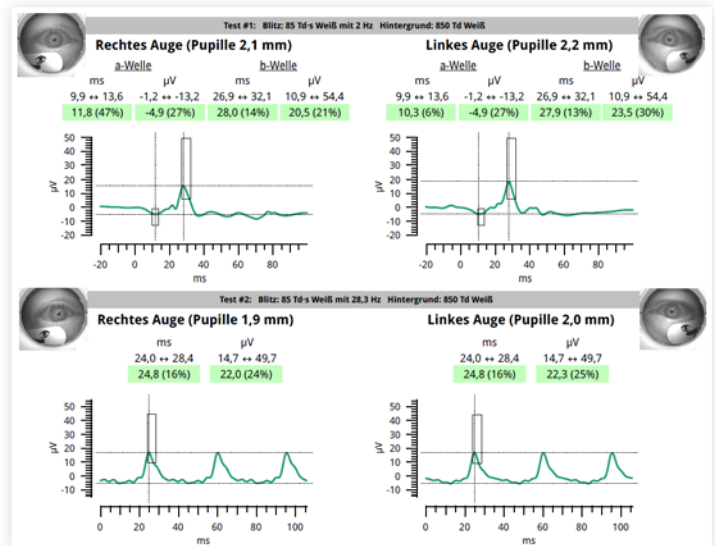 Test #1: Blitz: 85 Td·s Weiß mit 2 Hz Hintergrund: 850 Td Weiß
Rechtes Auge (Pupille 2,1 mm)
a-Welle b-Welle
ms µV ms µV
9,9 ↔ 13,6 -1,2 ↔ -13,2 26,9 ↔ 32,1 10,9 ↔ 54,4
11,8 (47%) -4,9 (27%) 28,0 (14%) 20,5 (21%)
50
40
30
20
10
0
-10
-20
µV
-20 0 20 40 60 80
ms
Linkes Auge (Pupille 2,2 mm)
a-Welle b-Welle
ms µV ms µV
9,9 ↔ 13,6 -1,2 ↔ -13,2 26,9 ↔ 32,1 10,9 ↔ 54,4
10,3 (6%) -4,9 (27%) 27,9 (13%) 23,5 (30%)
50
40
30
20
10
0
-10
-20
µV
-20 0 20 40 60 80
ms
Test #2: Blitz: 85 Td·s Weiß mit 28,3 Hz Hintergrund: 850 Td Weiß
Rechtes Auge (Pupille 1,9 mm)
ms µV
24,0 ↔ 28,4 14,7 ↔ 49,7
24,8 (16%) 22,0 (24%)
50
40
30
20
10
0
-10
µV
0 20 40 60 80 100
ms
Linkes Auge (Pupille 2,0 mm)
ms µV
24,0 ↔ 28,4 14,7 ↔ 49,7
24,8 (16%) 22,3 (25%)
50
40
30
20
10
0
-10
µV
0 20 40 60 80 100
ms